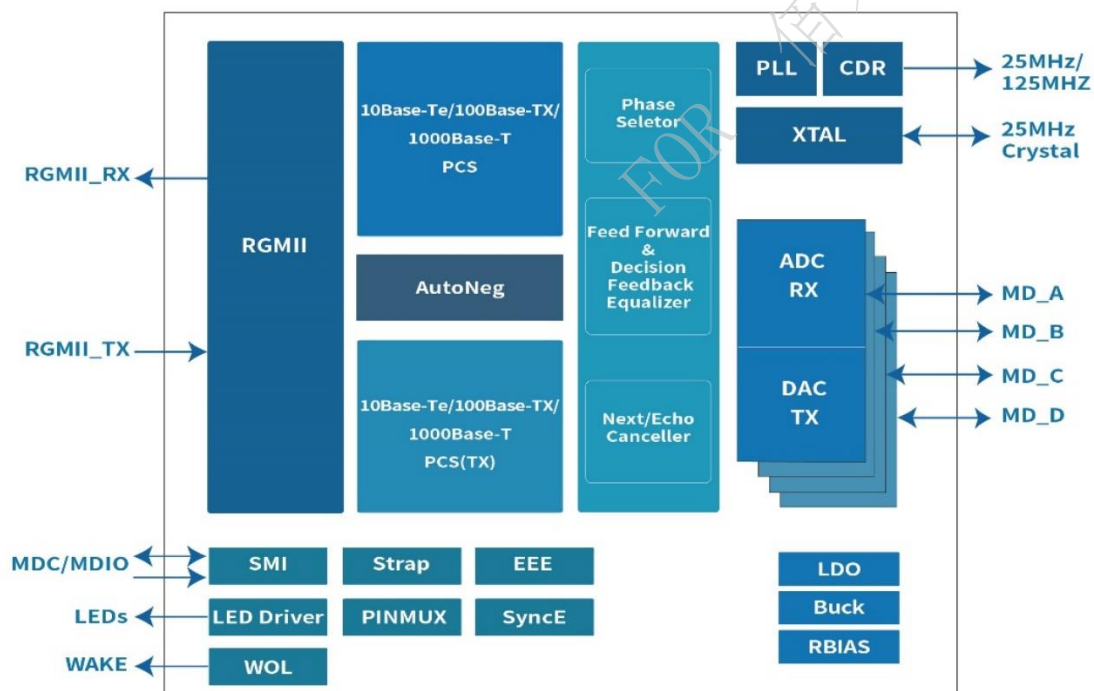 RGMII_RX
RGMII_TX
RGMII
10Base-Te/100Base-TX/
1000Base-T
PCS
AutoNeg
10Base-Te/100Base-TX/
1000Base-T
PCS(TX)
Phase
Seletor
Feed Forward
&
Decision
Feedback
Equalizer
Next/Echo
Canceller
PLL
CDR
25MHz/
125MHZ
XTAL
25MHz
Crystal
ADC
RX
DAC
TX
MD_A
MD_B
MD_C
MD_D
MDC/MDIO
SMI
Strap
EEE
LEDs
LED Driver
PINMUX
SyncE
WAKE
WOL
LDO
Buck
RBIAS
FOR